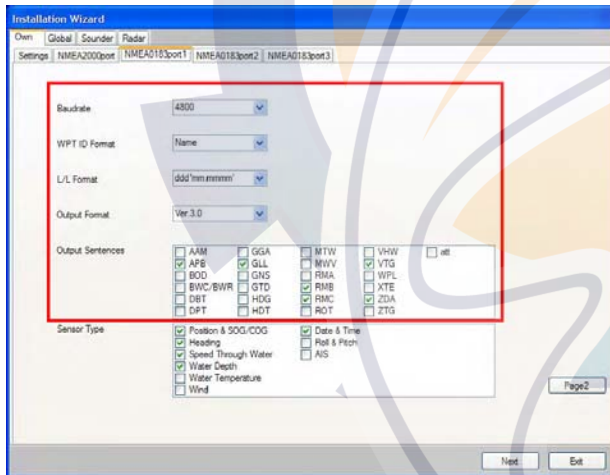 Installation Wizard
Own Global Sounder Radar
Settings NMEA2000port NMEA0183port1 NMEA0183port2 NMEA0183port3
Baudrate 4800
WPT ID Format Name
L/L Format ddd°mm.mmmm'
Output Format Ver.3.0
Output Sentences
AAM GGA MTW VHW att
APB GLL MWV VTG
BOD GNS RMA WPL
BWC/BWR GTD RMB XTE
DBT HDG RMC ZDA
DPT HDT ROT ZTG
Sensor Type
Position & SOG/COG Date & Time
Heading Roll & Pitch
Speed Through Water AIS
Water Depth
Water Temperature
Wind
Page2
Next Exit